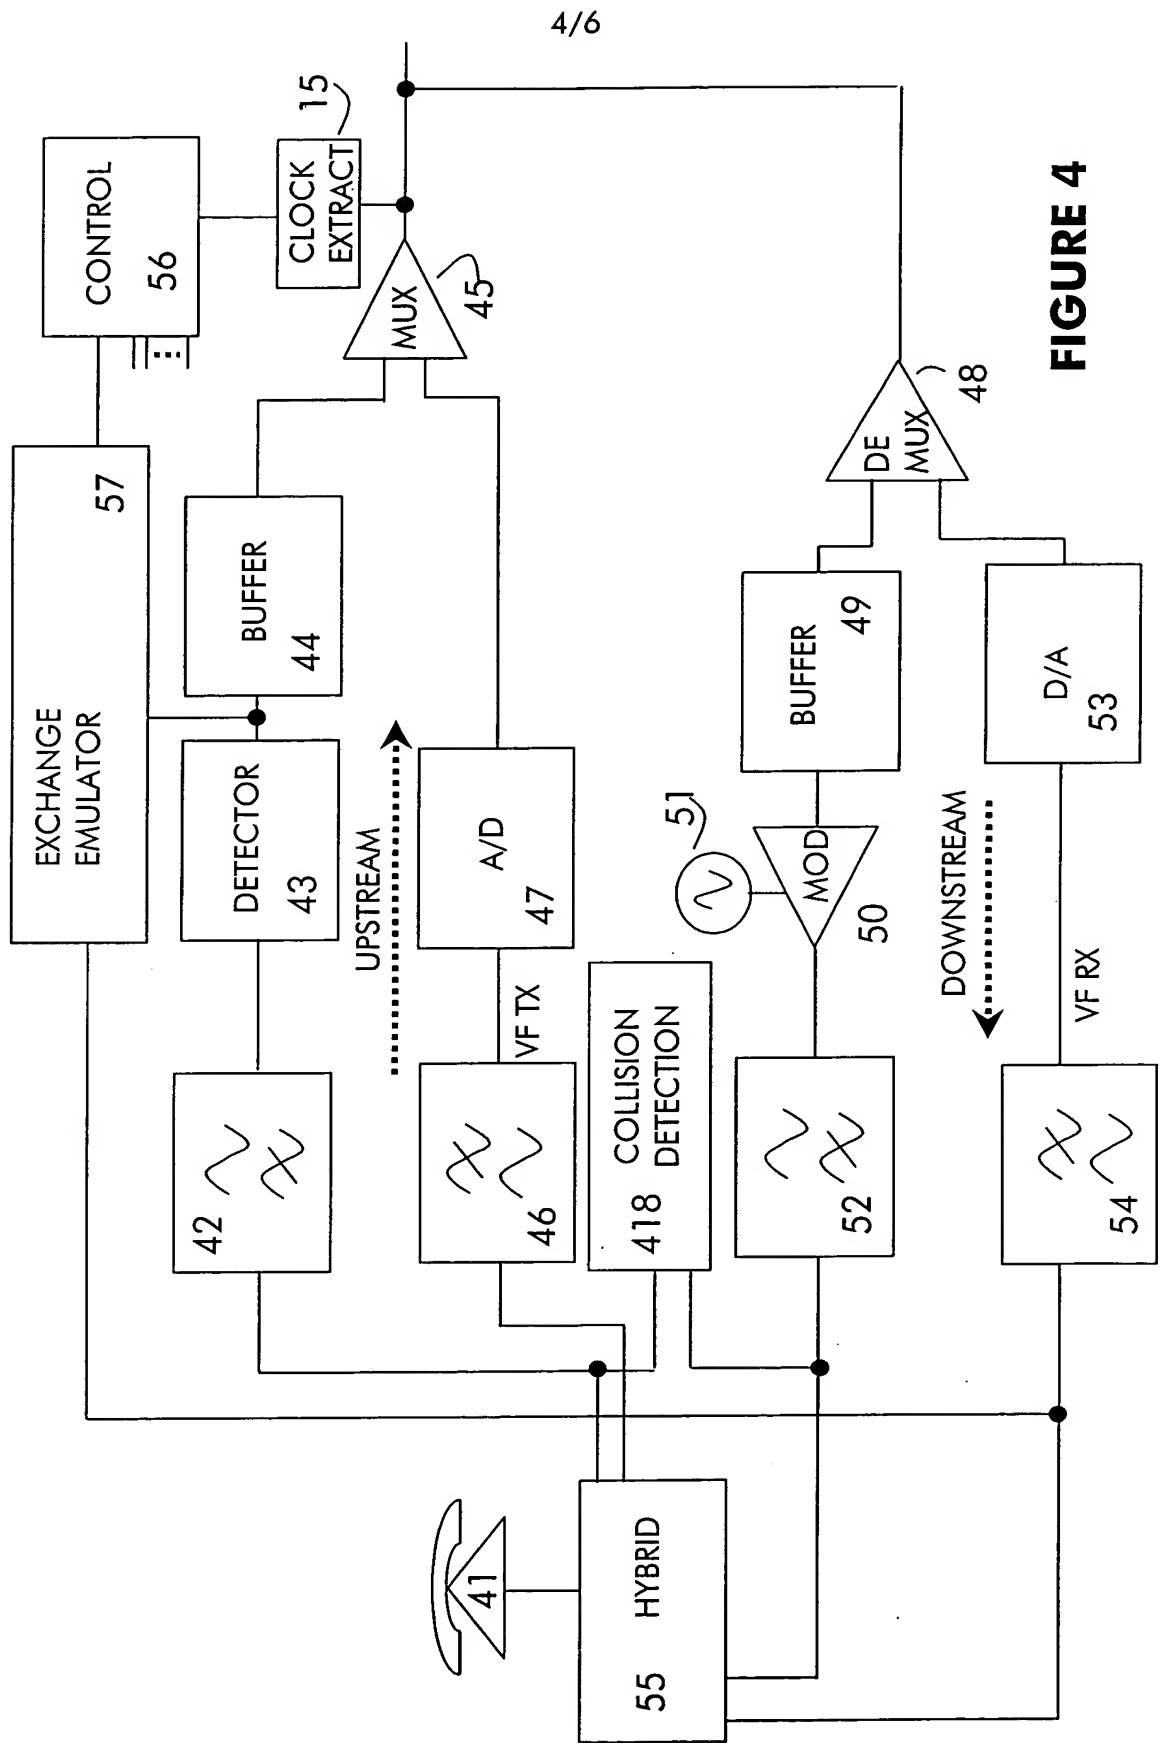 4/6
EXCHANGE
EMULATOR
57
CONTROL
56
CLOCK
EXTRACT
15
42
DETECTOR
43
BUFFER
44
MUX
45
UPSTREAM
46
VF TX
A/D
47
41
HYBRID
55
COLLISION
DETECTION
418
52
MOD
50
51
BUFFER
49
DE
MUX
48
DOWNSTREAM
54
VF RX
D/A
53
FIGURE 4